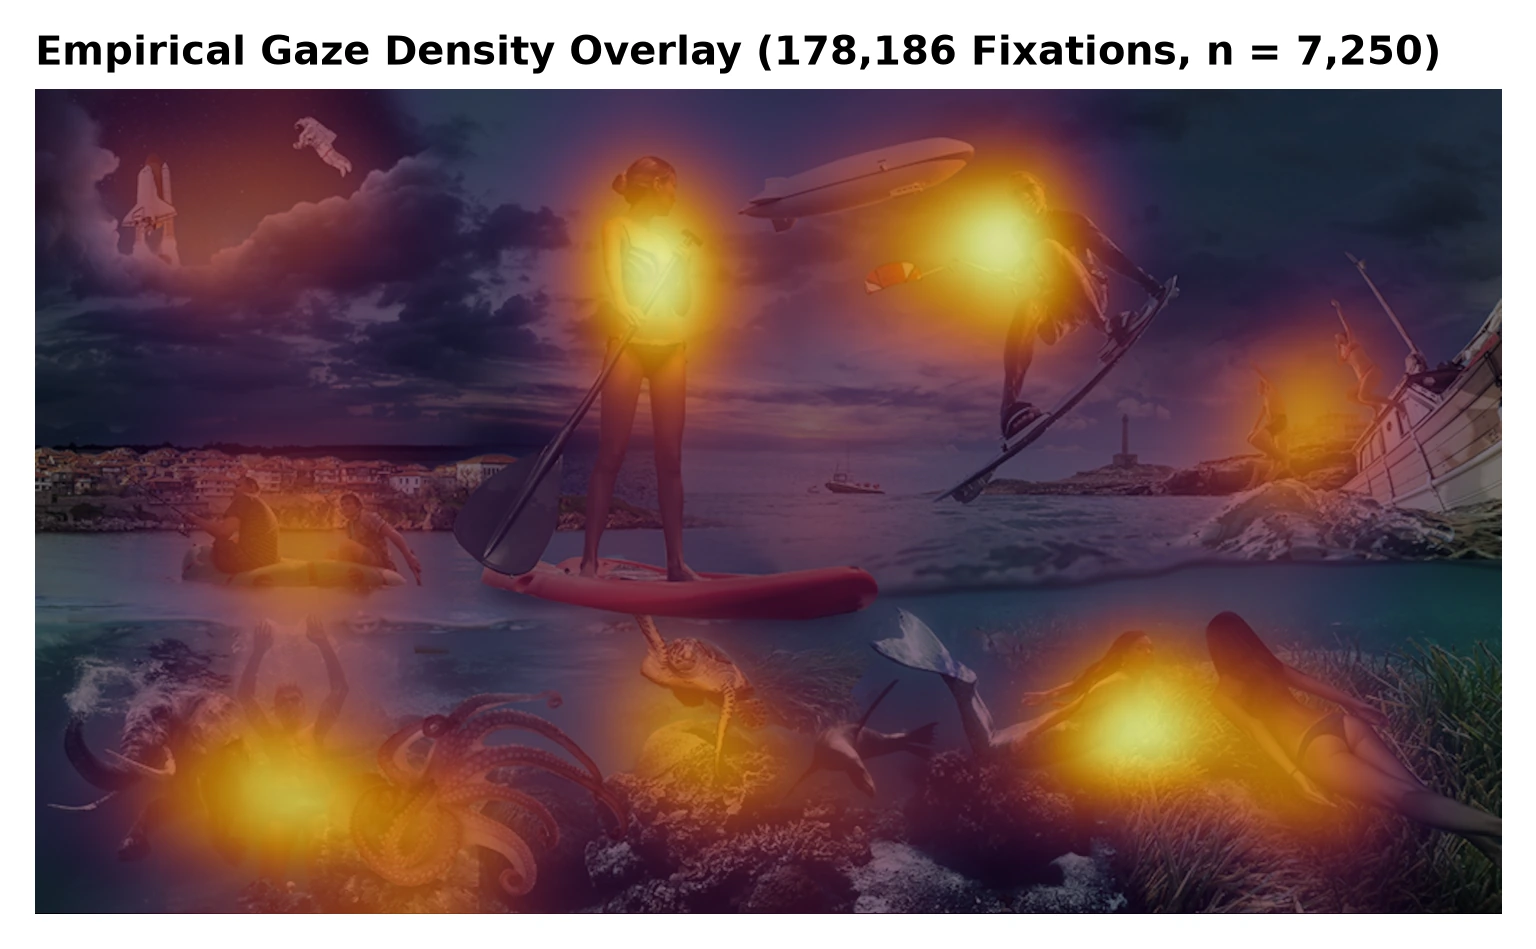 Empirical Gaze Density Overlay (178,186 Fixations, n = 7,250)